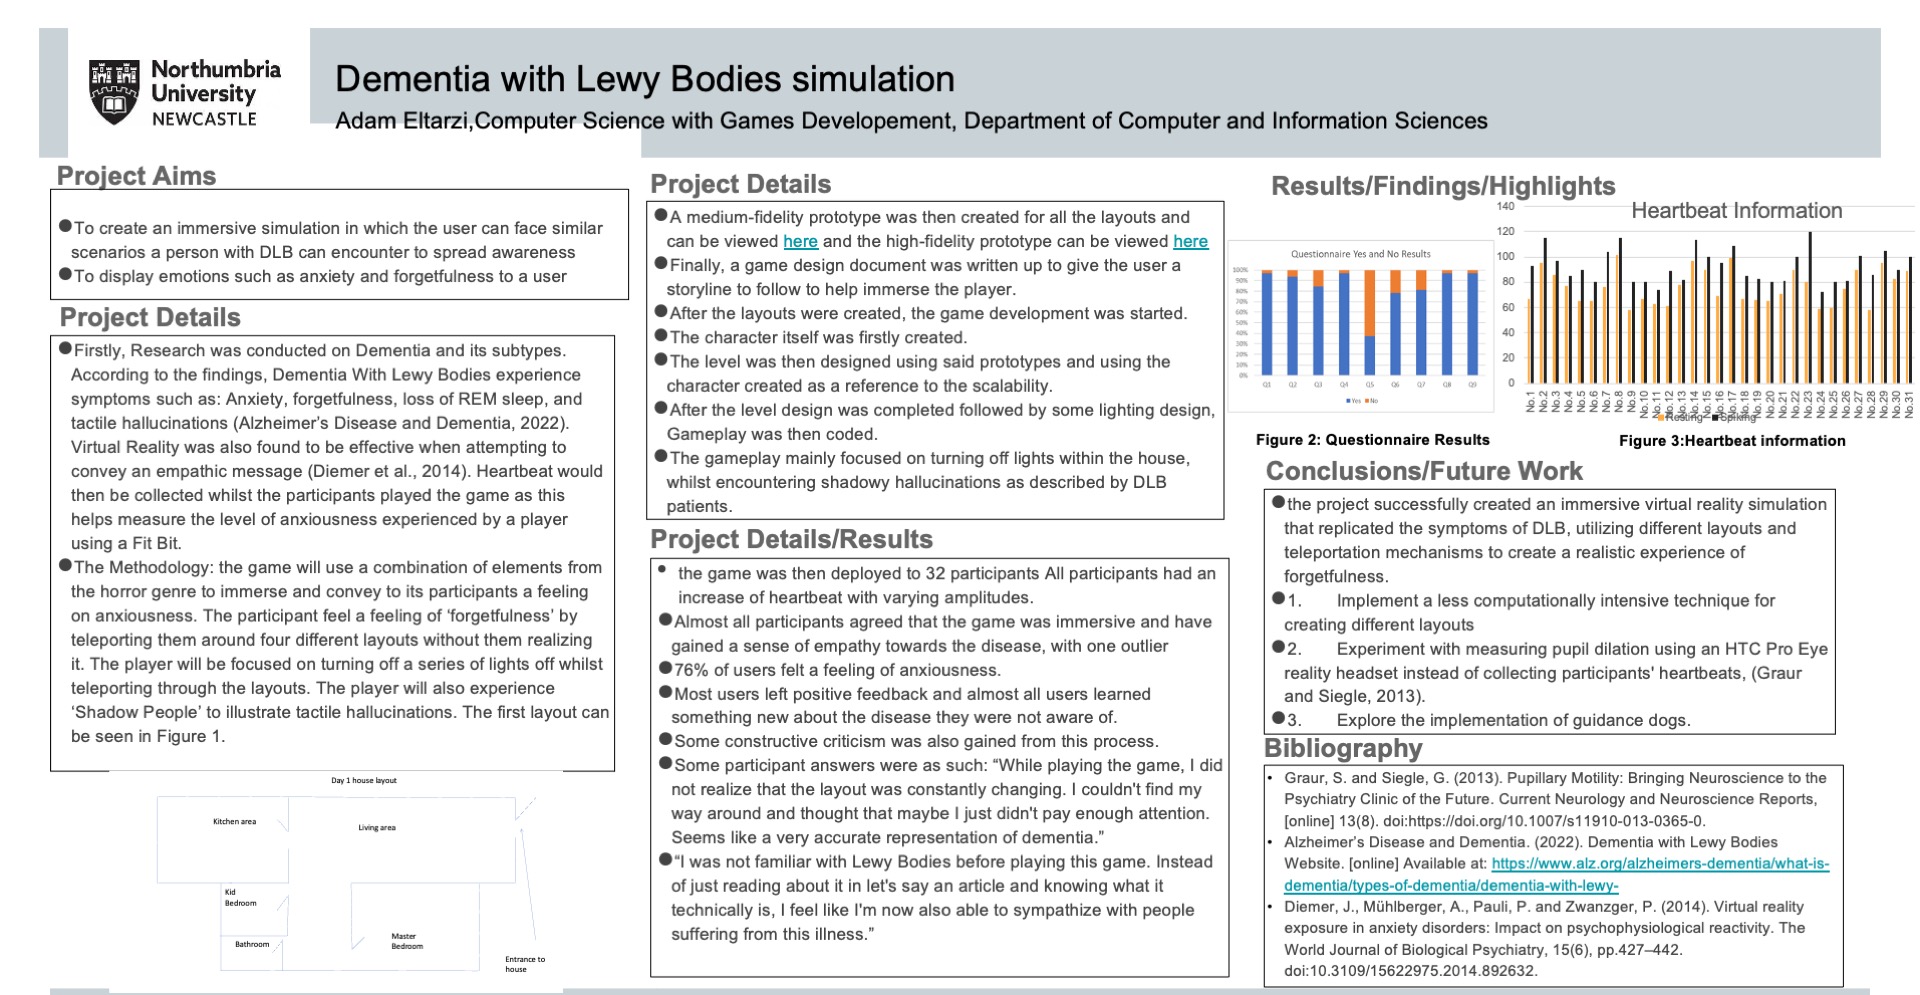 Northumbria
University
NEWCASTLE
Dementia with Lewy Bodies simulation
Adam Eltarzi,Computer Science with Games Developement, Department of Computer and Information Sciences
Project Aims
●To create an immersive simulation in which the user can face similar
scenarios a person with DLB can encounter to spread awareness
●To display emotions such as anxiety and forgetfulness to a user
Project Details
●Firstly, Research was conducted on Dementia and its subtypes.
According to the findings, Dementia With Lewy Bodies experience
symptoms such as: Anxiety, forgetfulness, loss of REM sleep, and
tactile hallucinations (Alzheimer's Disease and Dementia, 2022).
Virtual Reality was also found to be effective when attempting to
convey an empathic message (Diemer et al., 2014). Heartbeat would
then be collected whilst the participants played the game as this
helps measure the level of anxiousness experienced by a player
using a Fit Bit.
●The Methodology: the game will use a combination of elements from
the horror genre to immerse and convey to its participants a feeling
on anxiousness. The participant feel a feeling of ‘forgetfulness’ by
teleporting them around four different layouts without them realizing
it. The player will be focused on turning off a series of lights off whilst
teleporting through the layouts. The player will also experience
‘Shadow People’ to illustrate tactile hallucinations. The first layout can
be seen in Figure 1.
Day 1 house layout
Kitchen area
Living area
Kid
Bedroom
Bathroom
Master
Bedroom
Entrance to
house
Project Details
●A medium-fidelity prototype was then created for all the layouts and
can be viewed here and the high-fidelity prototype can be viewed here
●Finally, a game design document was written up to give the user a
storyline to follow to help immerse the player.
●After the layouts were created, the game development was started.
●The character itself was firstly created.
●The level was then designed using said prototypes and using the
character created as a reference to the scalability.
●After the level design was completed followed by some lighting design,
Gameplay was then coded.
●The gameplay mainly focused on turning off lights within the house,
whilst encountering shadowy hallucinations as described by DLB
patients.
Project Details/Results
• the game was then deployed to 32 participants All participants had an
increase of heartbeat with varying amplitudes.
●Almost all participants agreed that the game was immersive and have
gained a sense of empathy towards the disease, with one outlier
●76% of users felt a feeling of anxiousness.
●Most users left positive feedback and almost all users learned
something new about the disease they were not aware of.
●Some constructive criticism was also gained from this process.
●Some participant answers were as such: “While playing the game, I did
not realize that the layout was constantly changing. I couldn't find my
way around and thought that maybe I just didn't pay enough attention.
Seems like a very accurate representation of dementia.”
●“I was not familiar with Lewy Bodies before playing this game. Instead
of just reading about it in let's say an article and knowing what it
technically is, I feel like I'm now also able to sympathize with people
suffering from this illness.”
Results/Findings/Highlights
Questionnaire Yes and No Results
100%
90%
80%
70%
60%
50%
40%
30%
20%
10%
0%
Q1 Q2 Q3 Q4 Q5 Q6 Q7 Q8 Q9
Yes No
Figure 2: Questionnaire Results
Heartbeat Information
140
120
100
80
60
40
20
0
No.1 No.2 No.3 No.4 No.5 No.6 No.7 No.8 No.9 No.10 No.11 No.12 No.13 No.14 No.15 No.16 No.17 No.18 No.19 No.20 No.21 No.22 No.23 No.24 No.25 No.26 No.27 No.28 No.29 No.30 No.31
Resting Spiking
Figure 3:Heartbeat information
Conclusions/Future Work
●the project successfully created an immersive virtual reality simulation
that replicated the symptoms of DLB, utilizing different layouts and
teleportation mechanisms to create a realistic experience of
forgetfulness.
●1. Implement a less computationally intensive technique for
creating different layouts
●2. Experiment with measuring pupil dilation using an HTC Pro Eye
reality headset instead of collecting participants' heartbeats, (Graur
and Siegle, 2013).
●3. Explore the implementation of guidance dogs.
Bibliography
• Graur, S. and Siegle, G. (2013). Pupillary Motility: Bringing Neuroscience to the
Psychiatry Clinic of the Future. Current Neurology and Neuroscience Reports,
[online] 13(8). doi:https://doi.org/10.1007/s11910-013-0365-0.
• Alzheimer's Disease and Dementia. (2022). Dementia with Lewy Bodies
Website. [online] Available at: https://www.alz.org/alzheimers-dementia/what-is-
dementia/types-of-dementia/dementia-with-lewy-
• Diemer, J., Mühlberger, A., Pauli, P. and Zwanzger, P. (2014). Virtual reality
exposure in anxiety disorders: Impact on psychophysiological reactivity. The
World Journal of Biological Psychiatry, 15(6), pp.427–442.
doi:10.3109/15622975.2014.892632.